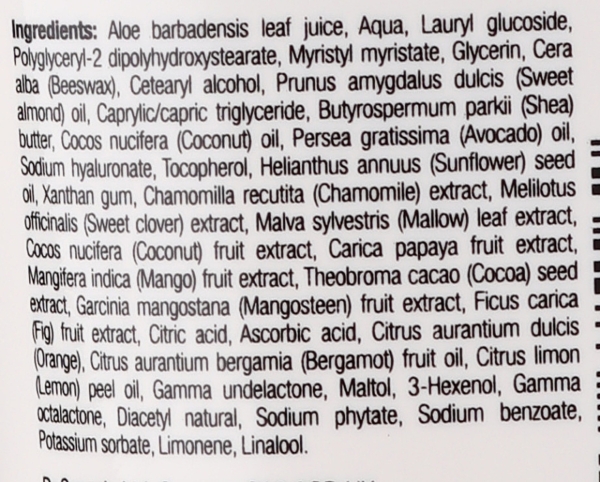 Ingredients: Aloe barbadensis leaf juice, Aqua, Lauryl glucoside,
Polyglyceryl-2 dipolyhydroxystearate, Myristyl myristate, Glycerin, Cera
alba (Beeswax), Cetearyl alcohol, Prunus amygdalus dulcis (Sweet
almond) oil, Caprylic/capric triglyceride, Butyrospermum parkii (Shea)
butter, Cocos nucifera (Coconut) oil, Persea gratissima (Avocado) oil,
Sodium hyaluronate, Tocopherol, Helianthus annuus (Sunflower) seed
oil, Xanthan gum, Chamomilla recutita (Chamomile) extract, Melilotus
officinalis (Sweet clover) extract, Malva sylvestris (Mallow) leaf extract,
Cocos nucifera (Coconut) fruit extract, Carica papaya fruit extract,
Mangifera indica (Mango) fruit extract, Theobroma cacao (Cocoa) seed
extract, Garcinia mangostana (Mangosteen) fruit extract, Ficus carica
(Fig) fruit extract, Citric acid, Ascorbic acid, Citrus aurantium dulcis
(Orange), Citrus aurantium bergamia (Bergamot) fruit oil, Citrus limon
(Lemon) peel oil, Gamma undelactone, Maltol, 3-Hexenol, Gamma
octalactone, Diacetyl natural, Sodium phytate, Sodium benzoate,
Potassium sorbate, Limonene, Linalool.